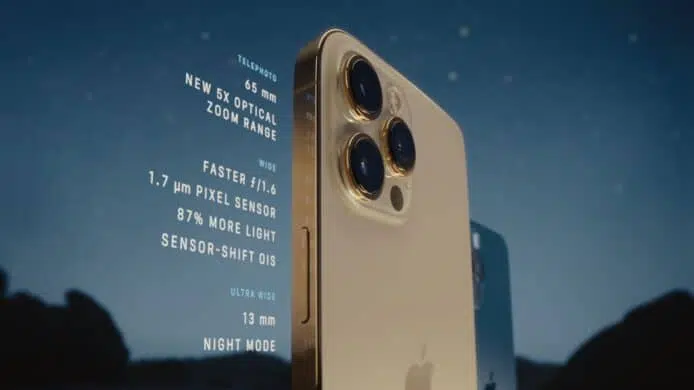 TELEPHOTO
65 mm
NEW 5X OPTICAL
ZOOM RANGE
WIDE
FASTER ƒ/1.6
1.7 µm PIXEL SENSOR
87% MORE LIGHT
SENSOR-SHIFT OIS
ULTRA WIDE
13 mm
NIGHT MODE